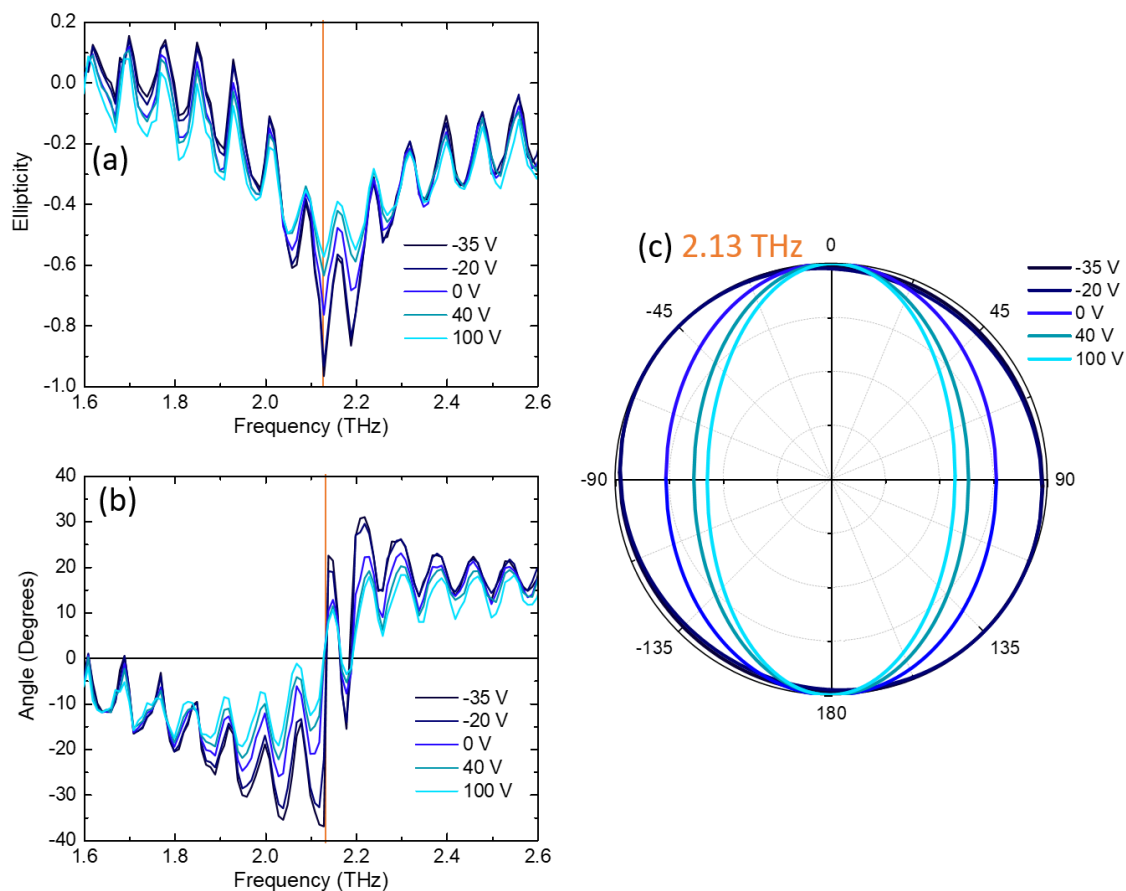 0.2
0.0
-0.2
-0.4
-0.6
-0.8
-1.0
Ellipticity
(a)
-35 V
-20 V
0 V
40 V
100 V
1.6 1.8 2.0 2.2 2.4 2.6
Frequency (THz)
40
30
20
10
0
-10
-20
-30
-40
Angle (Degrees)
(b)
-35 V
-20 V
0 V
40 V
100 V
1.6 1.8 2.0 2.2 2.4 2.6
Frequency (THz)
(c) 2.13 THz
0
45
90
135
180
-135
-90
-45
-35 V
-20 V
0 V
40 V
100 V